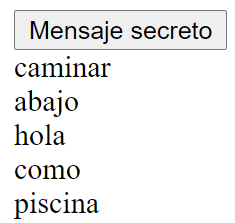 Mensaje secreto
caminar
abajo
hola
como
piscina